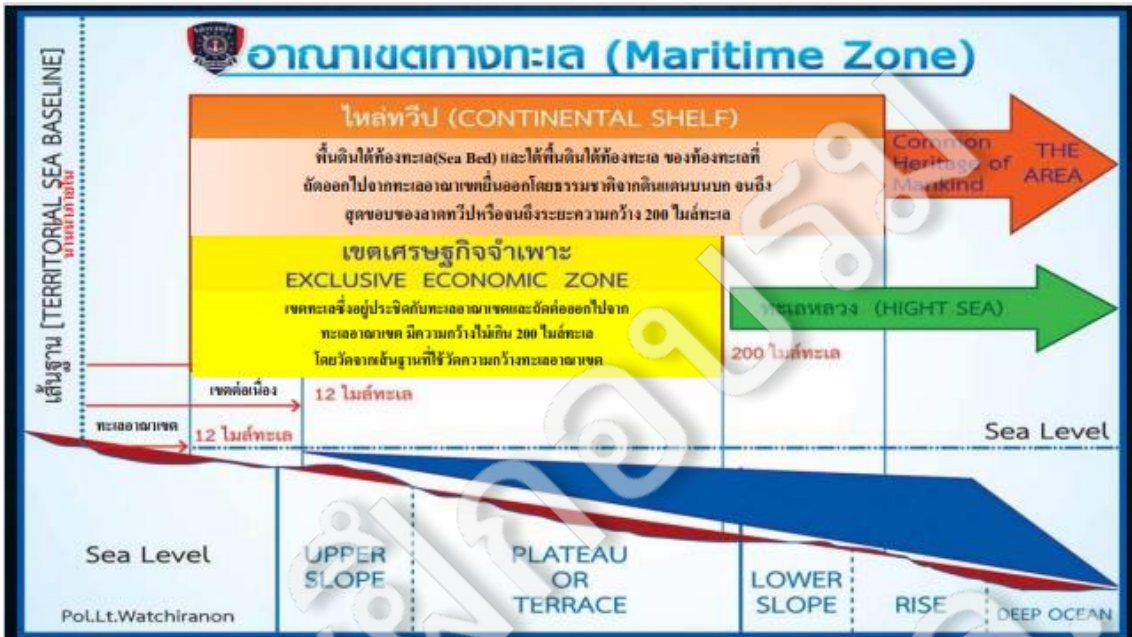 อาณาเขตทางทะเล (Maritime Zone)
เส้นฐาน [TERRITORIAL SEA BASELINE]
น่านน้ำภายใน
ไหล่ทวีป (CONTINENTAL SHELF)
พื้นดินใต้ท้องทะเล(Sea Bed) และใต้พื้นดินใต้ท้องทะเล ของท้องทะเลที่
ถัดออกไปจากทะเลอาณาเขตยื่นออกโดยธรรมชาติจากดินแดนบนบก จนถึง
สุดขอบของลาดทวีปหรือจนถึงระยะความกว้าง 200 ไมล์ทะเล
Common
Heritage of
Mankind
THE
AREA
เขตเศรษฐกิจจำเพาะ
EXCLUSIVE ECONOMIC ZONE
เขตทะเลซึ่งอยู่ประชิดกับทะเลอาณาเขตและถัดต่อออกไปจาก
ทะเลอาณาเขต มีความกว้างไม่เกิน 200 ไมล์ทะเล
โดยวัดจากเส้นฐานที่ใช้วัดความกว้างทะเลอาณาเขต
ทะเลหลวง (HIGHT SEA)
200 ไมล์ทะเล
เขตต่อเนื่อง
12 ไมล์ทะเล
ทะเลอาณาเขต
12 ไมล์ทะเล
Sea Level
Sea Level
UPPER
SLOPE
PLATEAU
OR
TERRACE
LOWER
SLOPE
RISE
DEEP OCEAN
Pol.Lt.Watchiranon